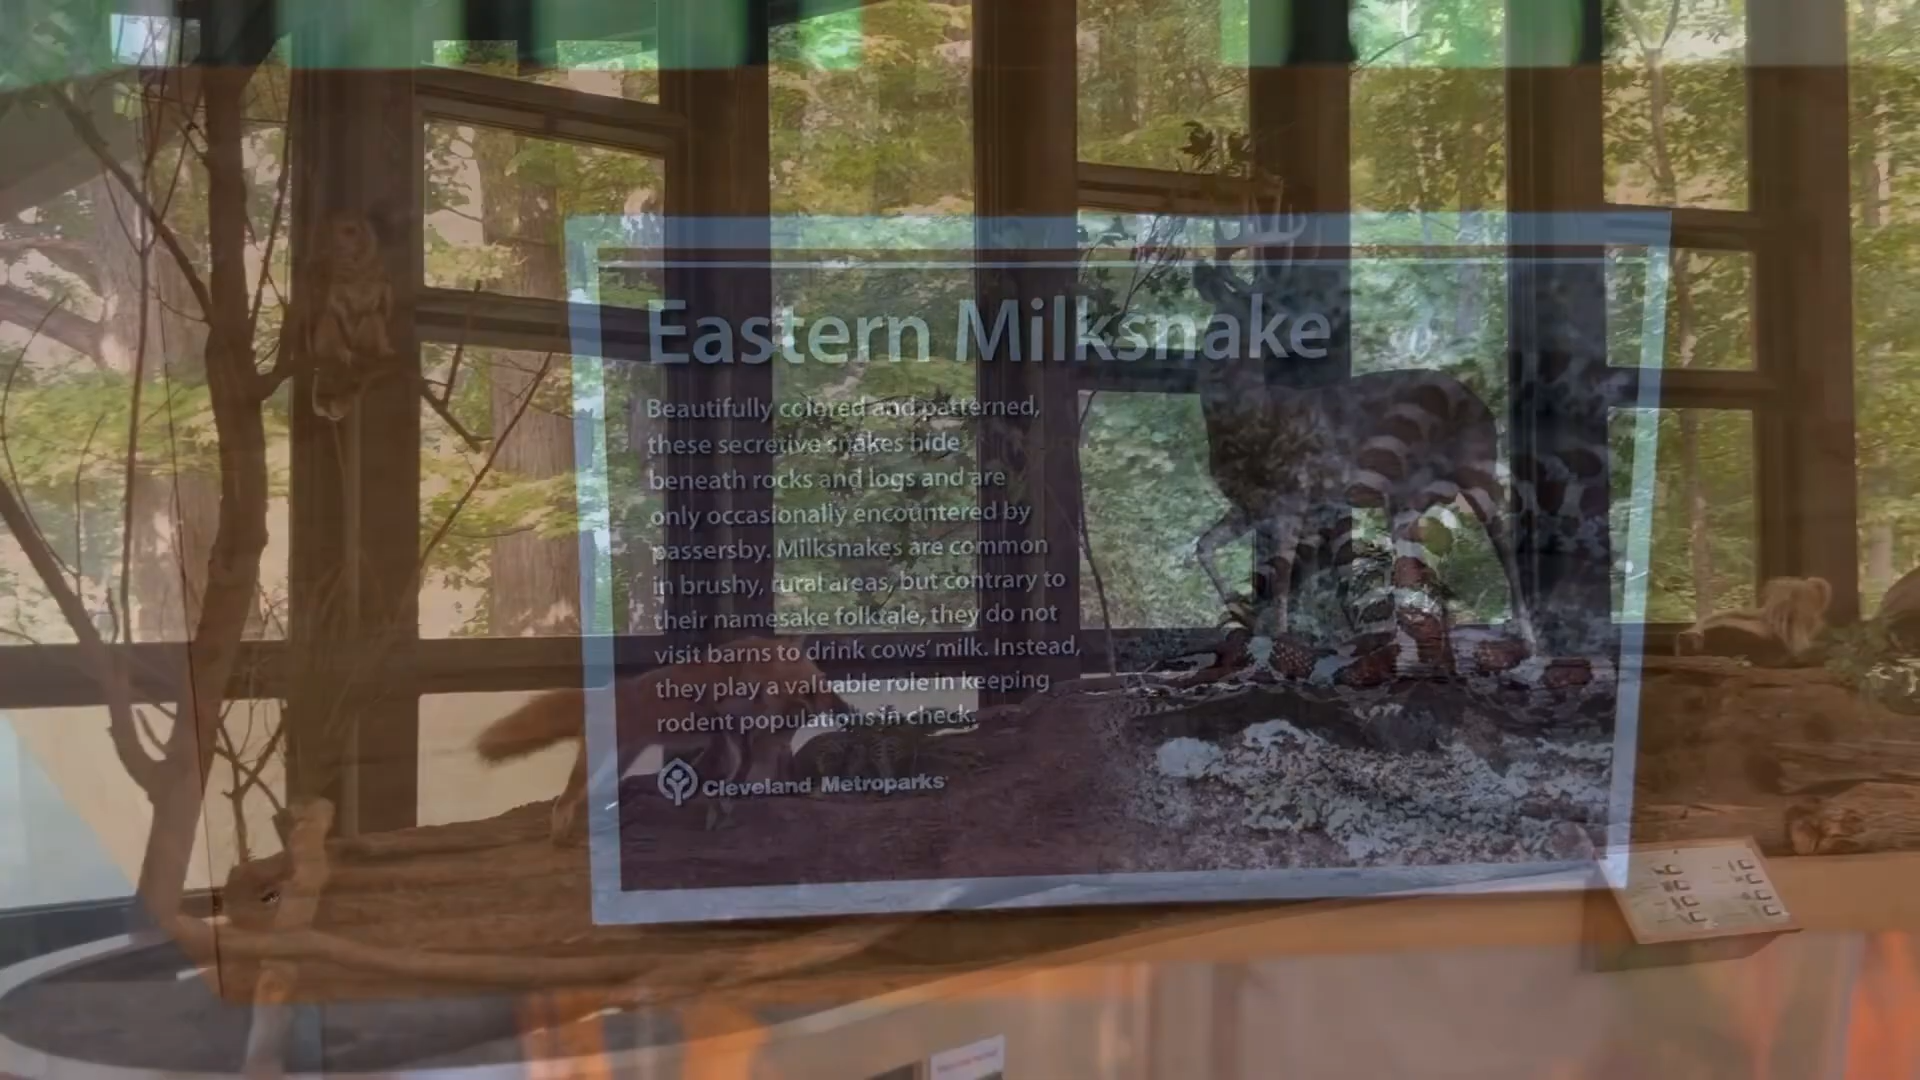 Eastern Milksnake
Beautifully colored and patterned,
these secretive snakes hide
beneath rocks and logs and are
only occasionally encountered by
passersby. Milksnakes are common
in brushy, rural areas, but contrary to
their namesake folktale, they do not
visit barns to drink cows' milk. Instead,
they play a valuable role in keeping
rodent populations in check.
Cleveland Metroparks